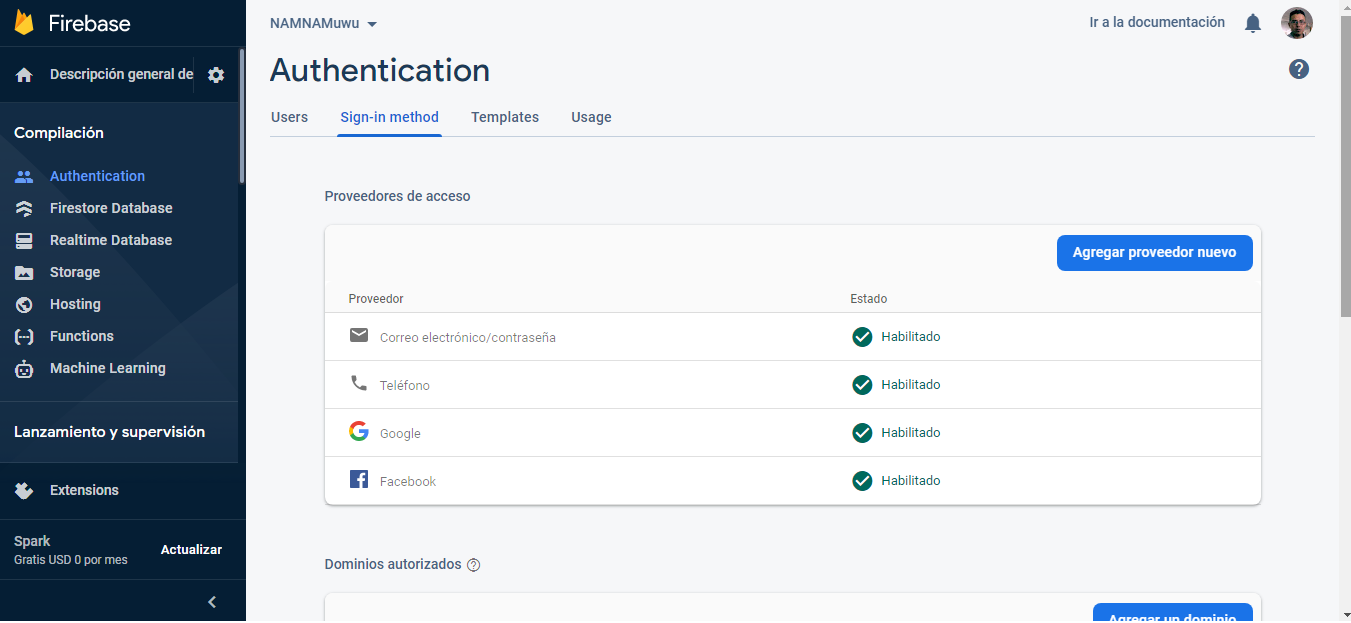 Firebase
Descripción general de
Compilación
Authentication
Firestore Database
Realtime Database
Storage
Hosting
Functions
Machine Learning
Lanzamiento y supervisión
Extensions
Spark
Gratis USD 0 por mes
Actualizar
NAMNAMuwu
Ir a la documentación
Authentication
Users Sign-in method Templates Usage
Proveedores de acceso
Agregar proveedor nuevo
Proveedor Estado
Correo electrónico/contraseña Habilitado
Teléfono Habilitado
Google Habilitado
Facebook Habilitado
Dominios autorizados
Agregar un dominio